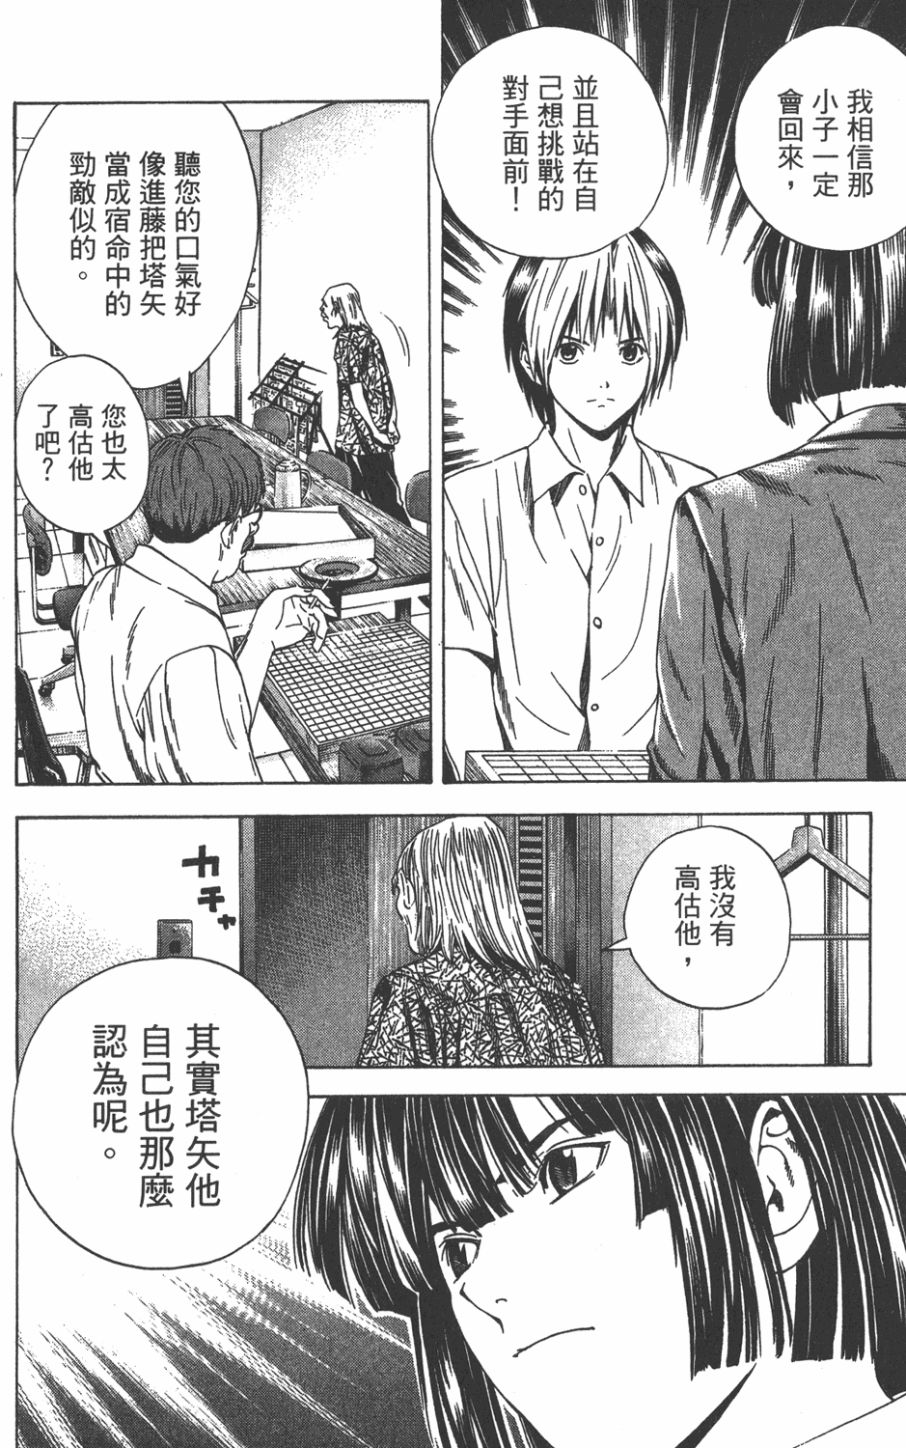 我相信那
小子一定
會回來，
並且站在自
己想挑戰的
對手面前！
聽您的口氣好
像進藤把塔矢
當成宿命中的
勁敵似的。
您也太
高估他
了吧？
我沒有
高估他，
カチャ
其實塔矢他
自己也那麼
認為呢。